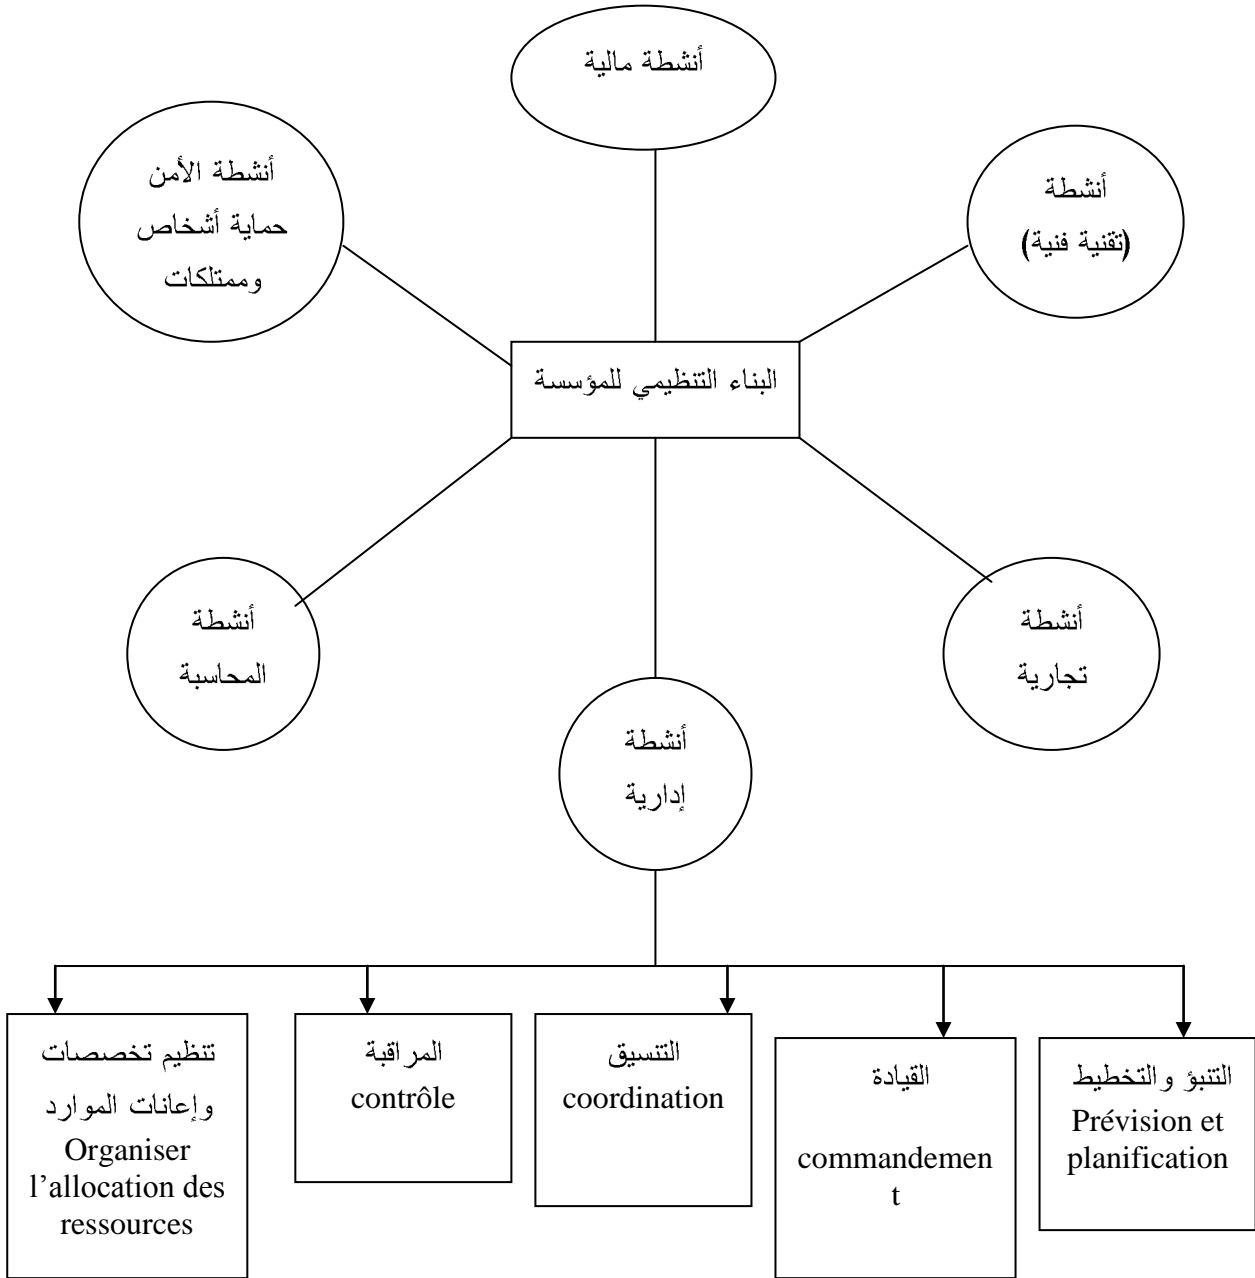 أنشطة مالية
أنشطة الأمن
حماية أشخاص
وممتلكات
أنشطة
(تقنية فنية)
البناء التنظيمي للمؤسسة
أنشطة
المحاسبة
أنشطة
تجارية
أنشطة
إدارية
تنظيم تخصصات
وإعانات الموارد
Organiser
l’allocation des
ressources
المراقبة
contrôle
التنسيق
coordination
القيادة
commandemen
t
التنبؤ والتخطيط
Prévision et
planification